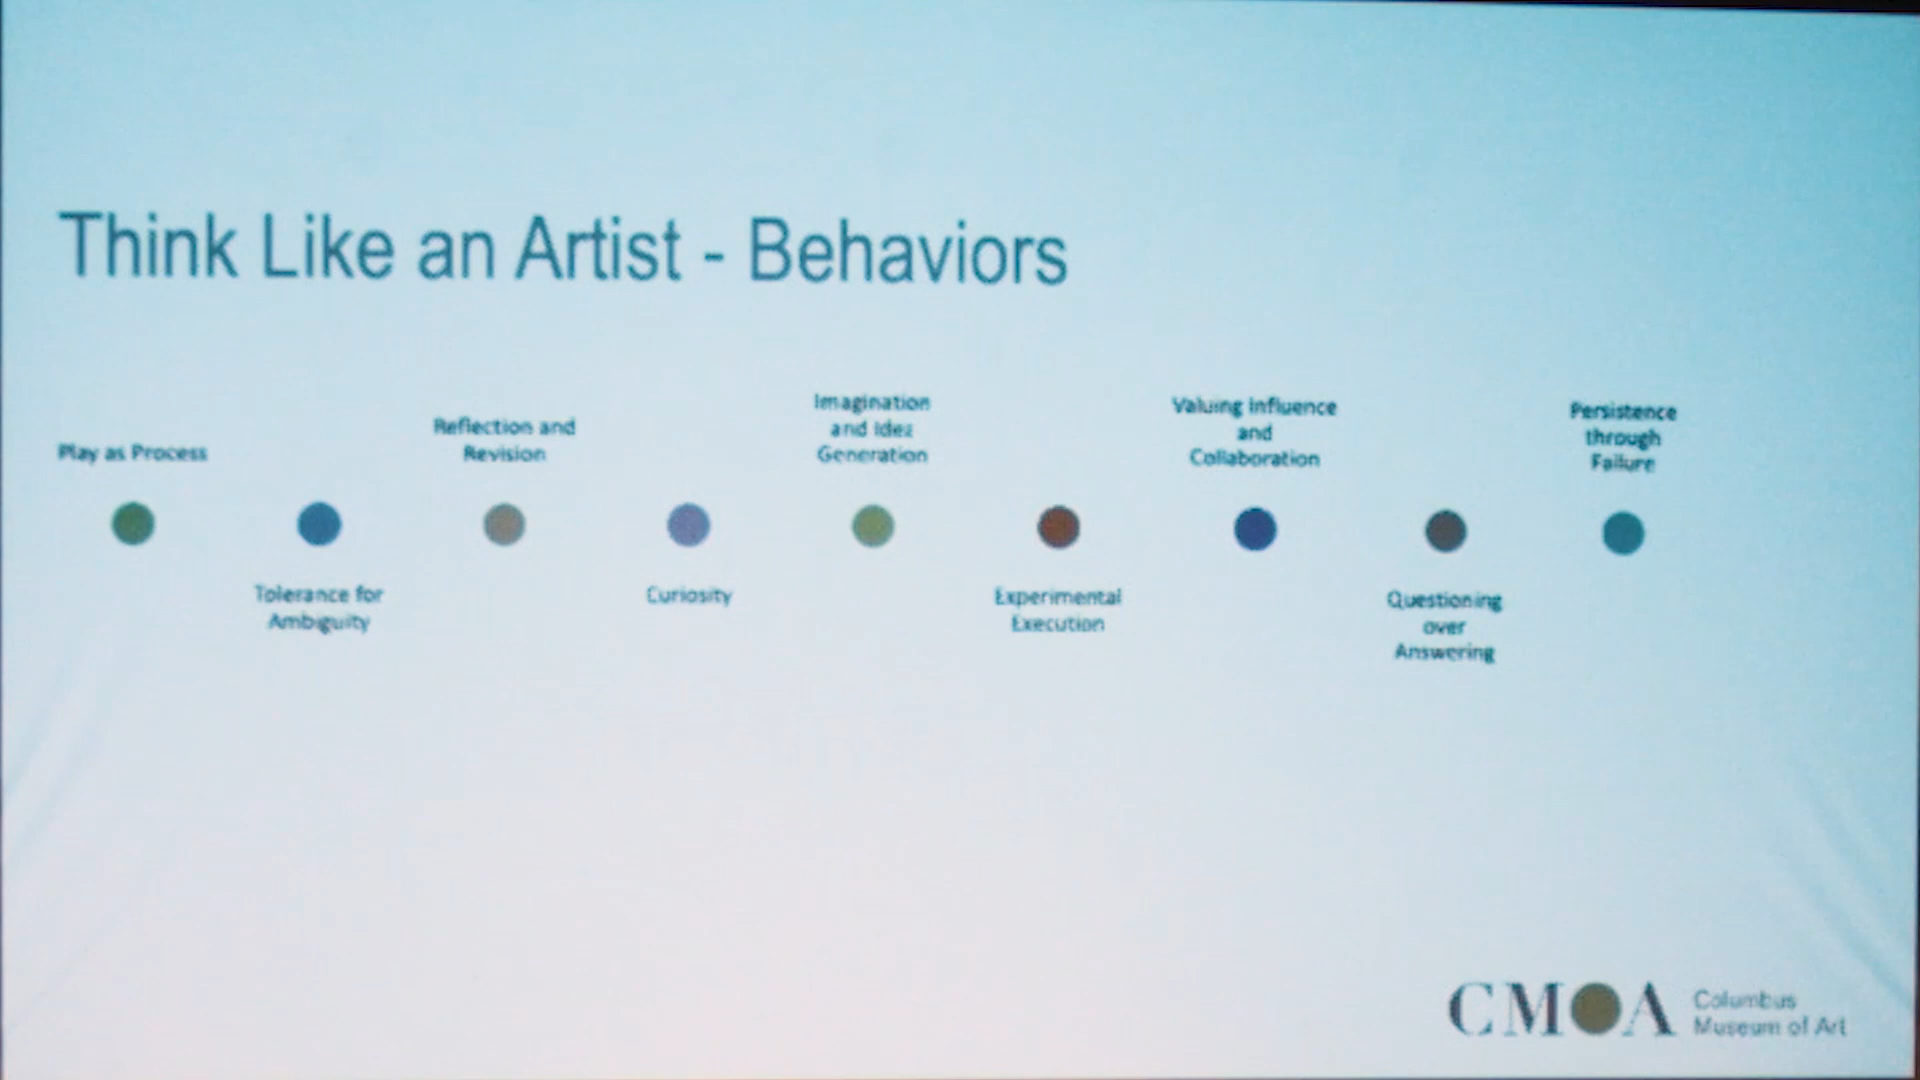 Think Like an Artist - Behaviors
Play as Process
Tolerance for
Ambiguity
Reflection and
Revision
Curiosity
Imagination
and Idea
Generation
Experimental
Execution
Valuing Influence
and
Collaboration
Questioning
over
Answering
Persistence
through
Failure
CMOA
Columbus
Museum of Art